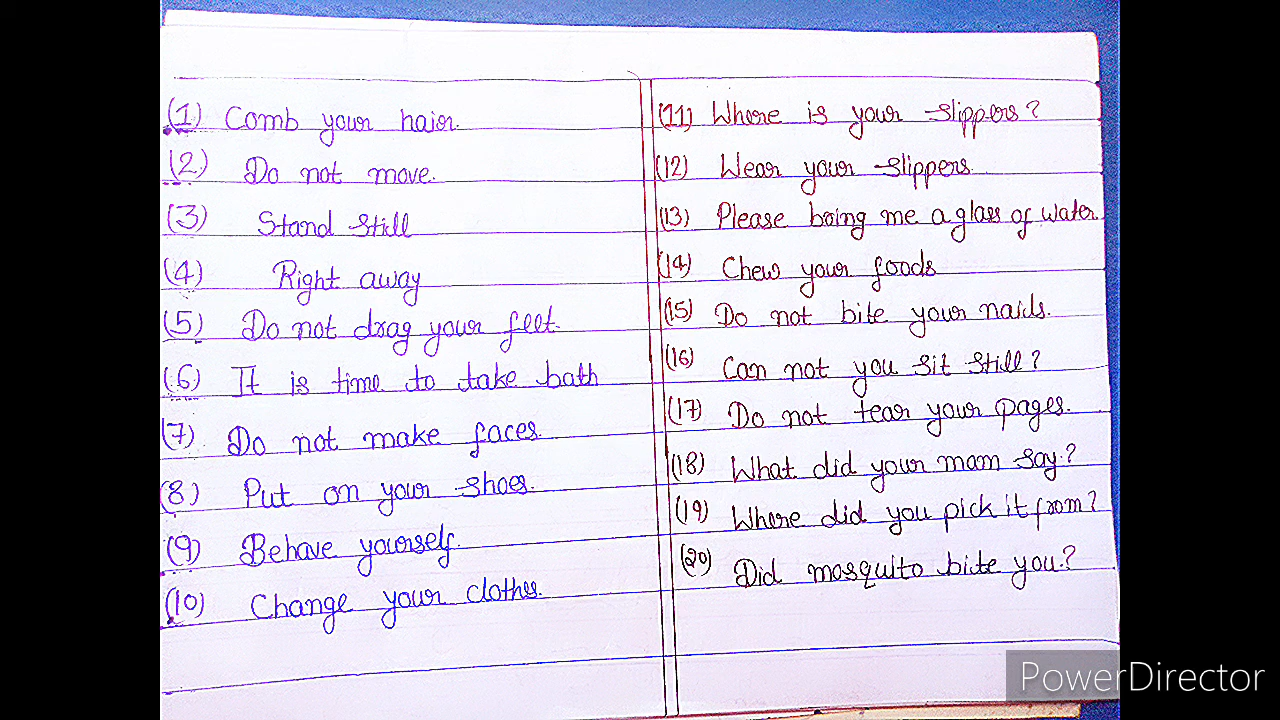 (1) Comb your hair.
(2) Do not move.
(3) Stand still
(4) Right away
(5) Do not drag your feet.
(6) It is time to take bath
(7) Do not make faces.
(8) Put on your shoes.
(9) Behave yourself.
(10) Change your clothes.
(11) Where is your slippers?
(12) Wear your slippers.
(13) Please bring me a glass of water
(14) Chew your foods
(15) Do not bite your nails.
(16) Can not you sit still?
(17) Do not tear your pages.
(18) What did your mam say?
(19) Where did you pick it from?
(20) Did mosquito bite you?
PowerDirector